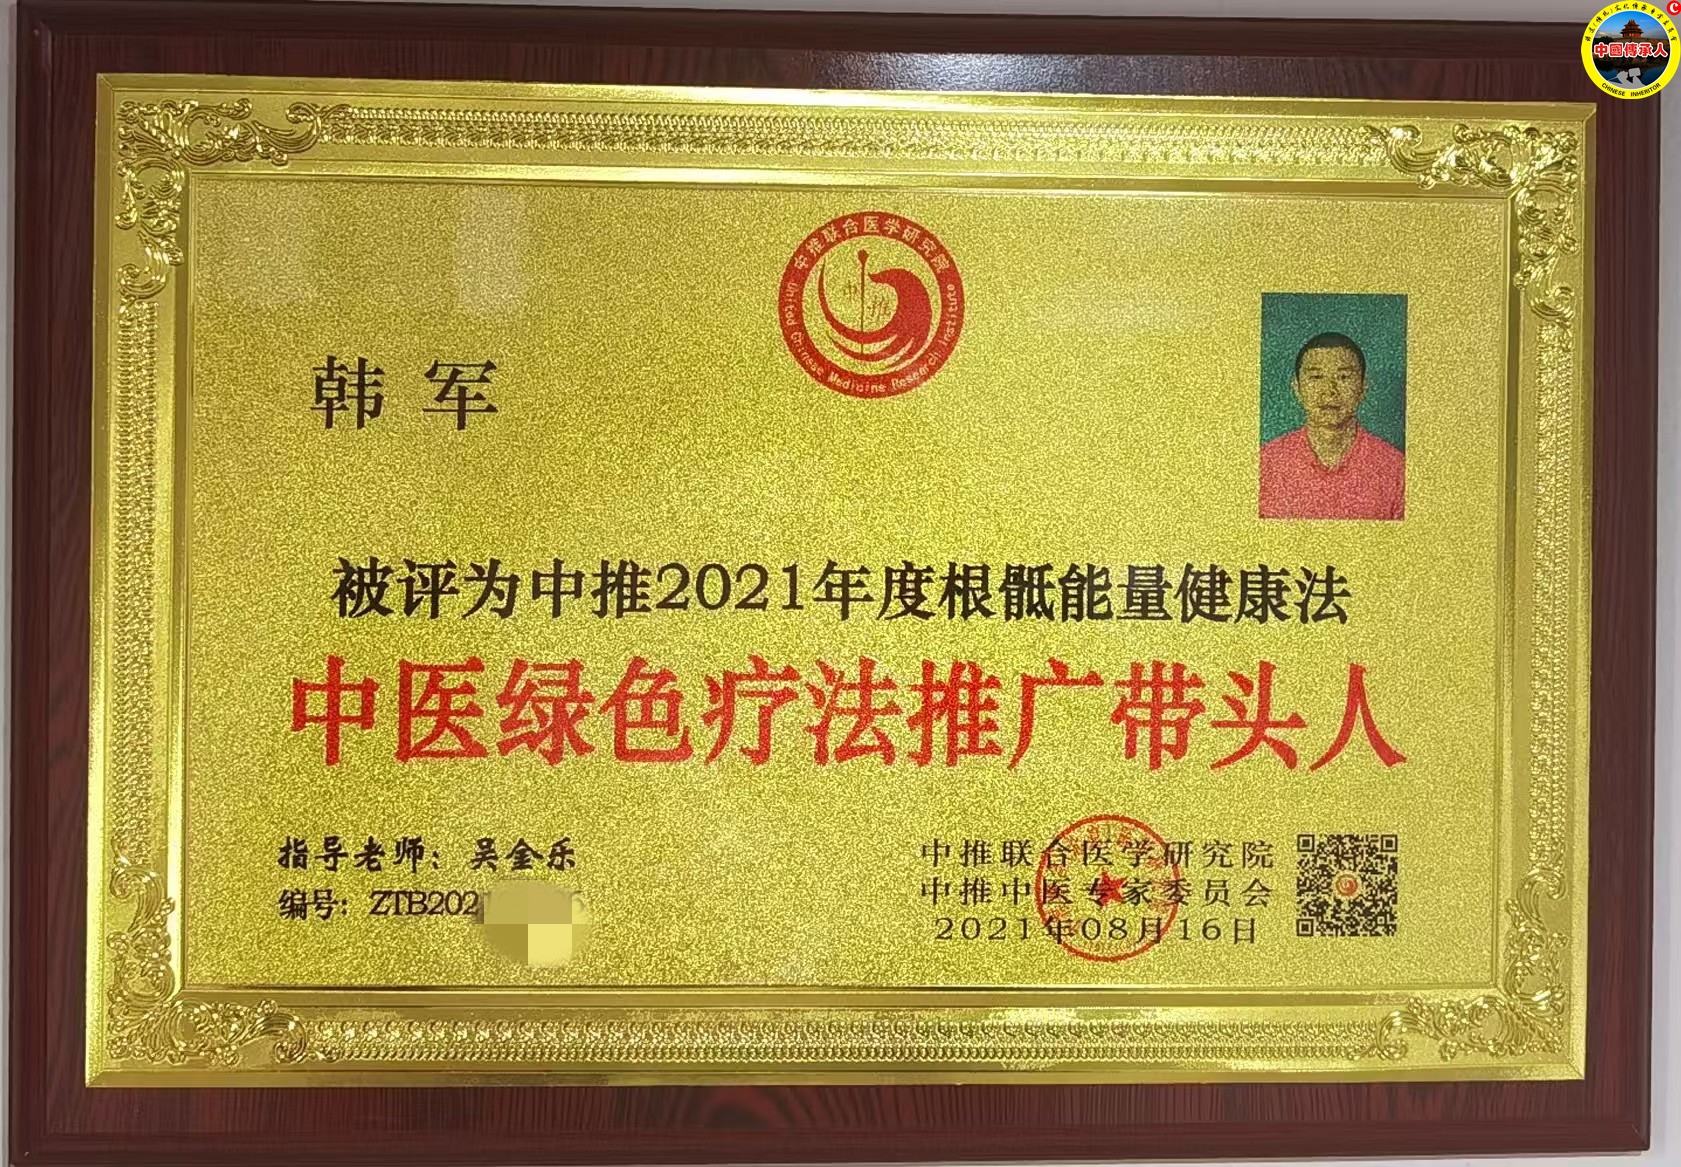 中國傳承人
CHINESE INHERITOR
中推联合医学研究院
United Chinese Medicine Research Institute
韩军
被评为中推2021年度根骶能量健康法
中医绿色疗法推广带头人
指导老师：吴金乐
编号：ZTB202
中推联合医学研究院
中推中医专家委员会
2021年08月16日